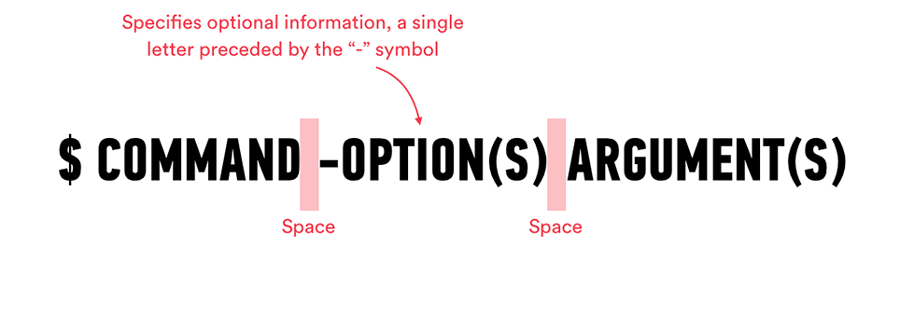 Specifies optional information, a single
letter preceded by the “-” symbol
$ COMMAND -OPTION(S) ARGUMENT(S)
Space Space